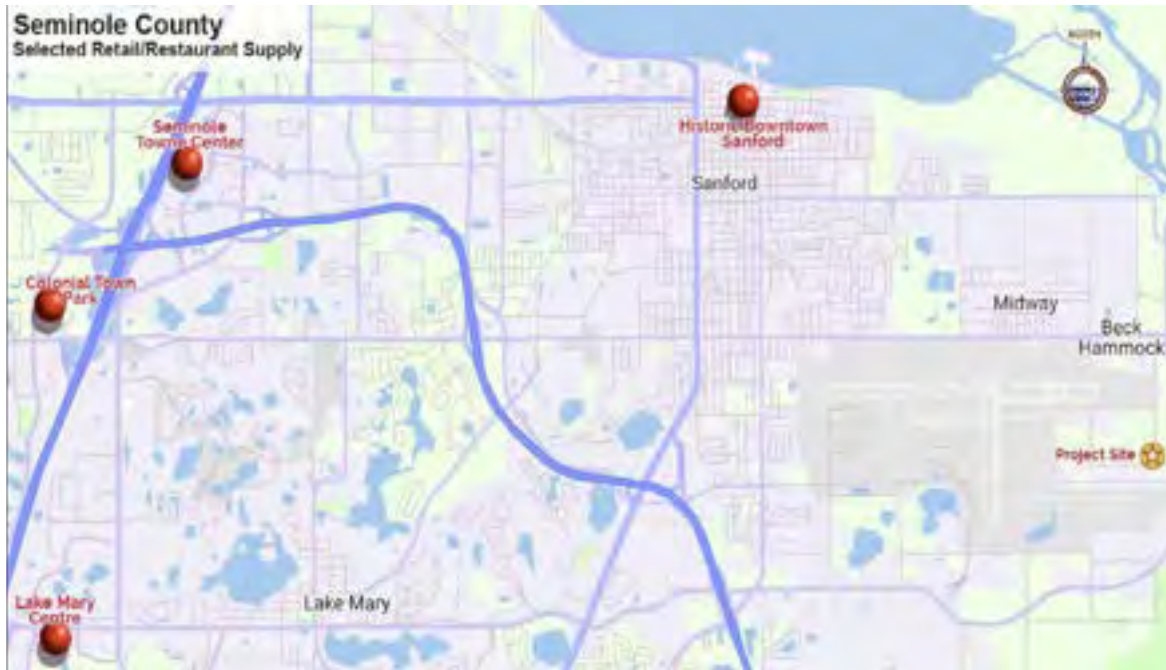 Seminole County
Selected Retail/Restaurant Supply
NORTH
Seminole
Towne Center
Historic Downtown
Sanford
Sanford
Colonial Town
Park
Midway
Beck
Hammock
Project Site
Lake Mary
Centre
Lake Mary